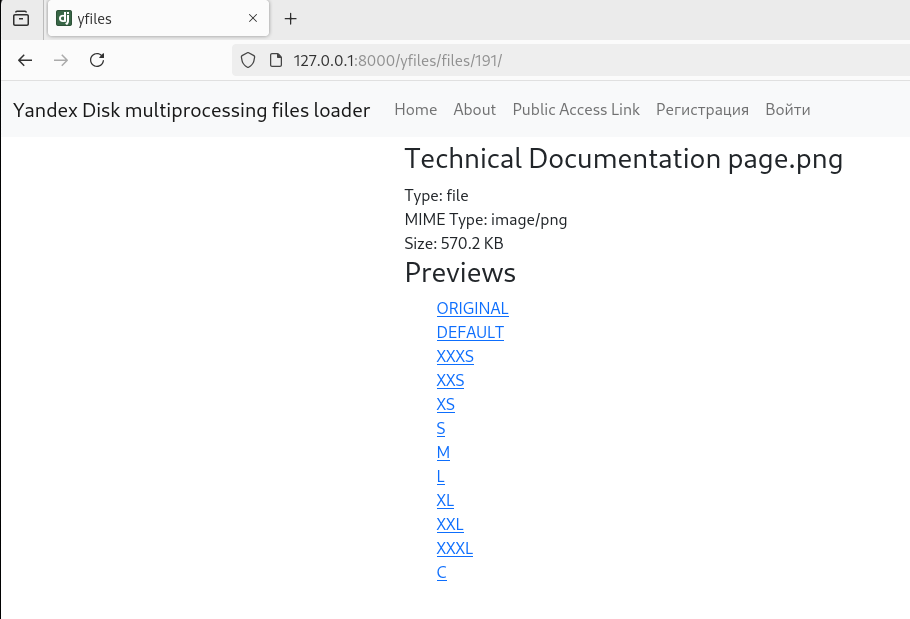 dj yfiles
127.0.0.1:8000/yfiles/files/191/
Yandex Disk multiprocessing files loader Home About Public Access Link Регистрация Войти
Technical Documentation page.png
Type: file
MIME Type: image/png
Size: 570.2 KB
Previews
ORIGINAL
DEFAULT
XXXS
XXS
XS
S
M
L
XL
XXL
XXXL
C